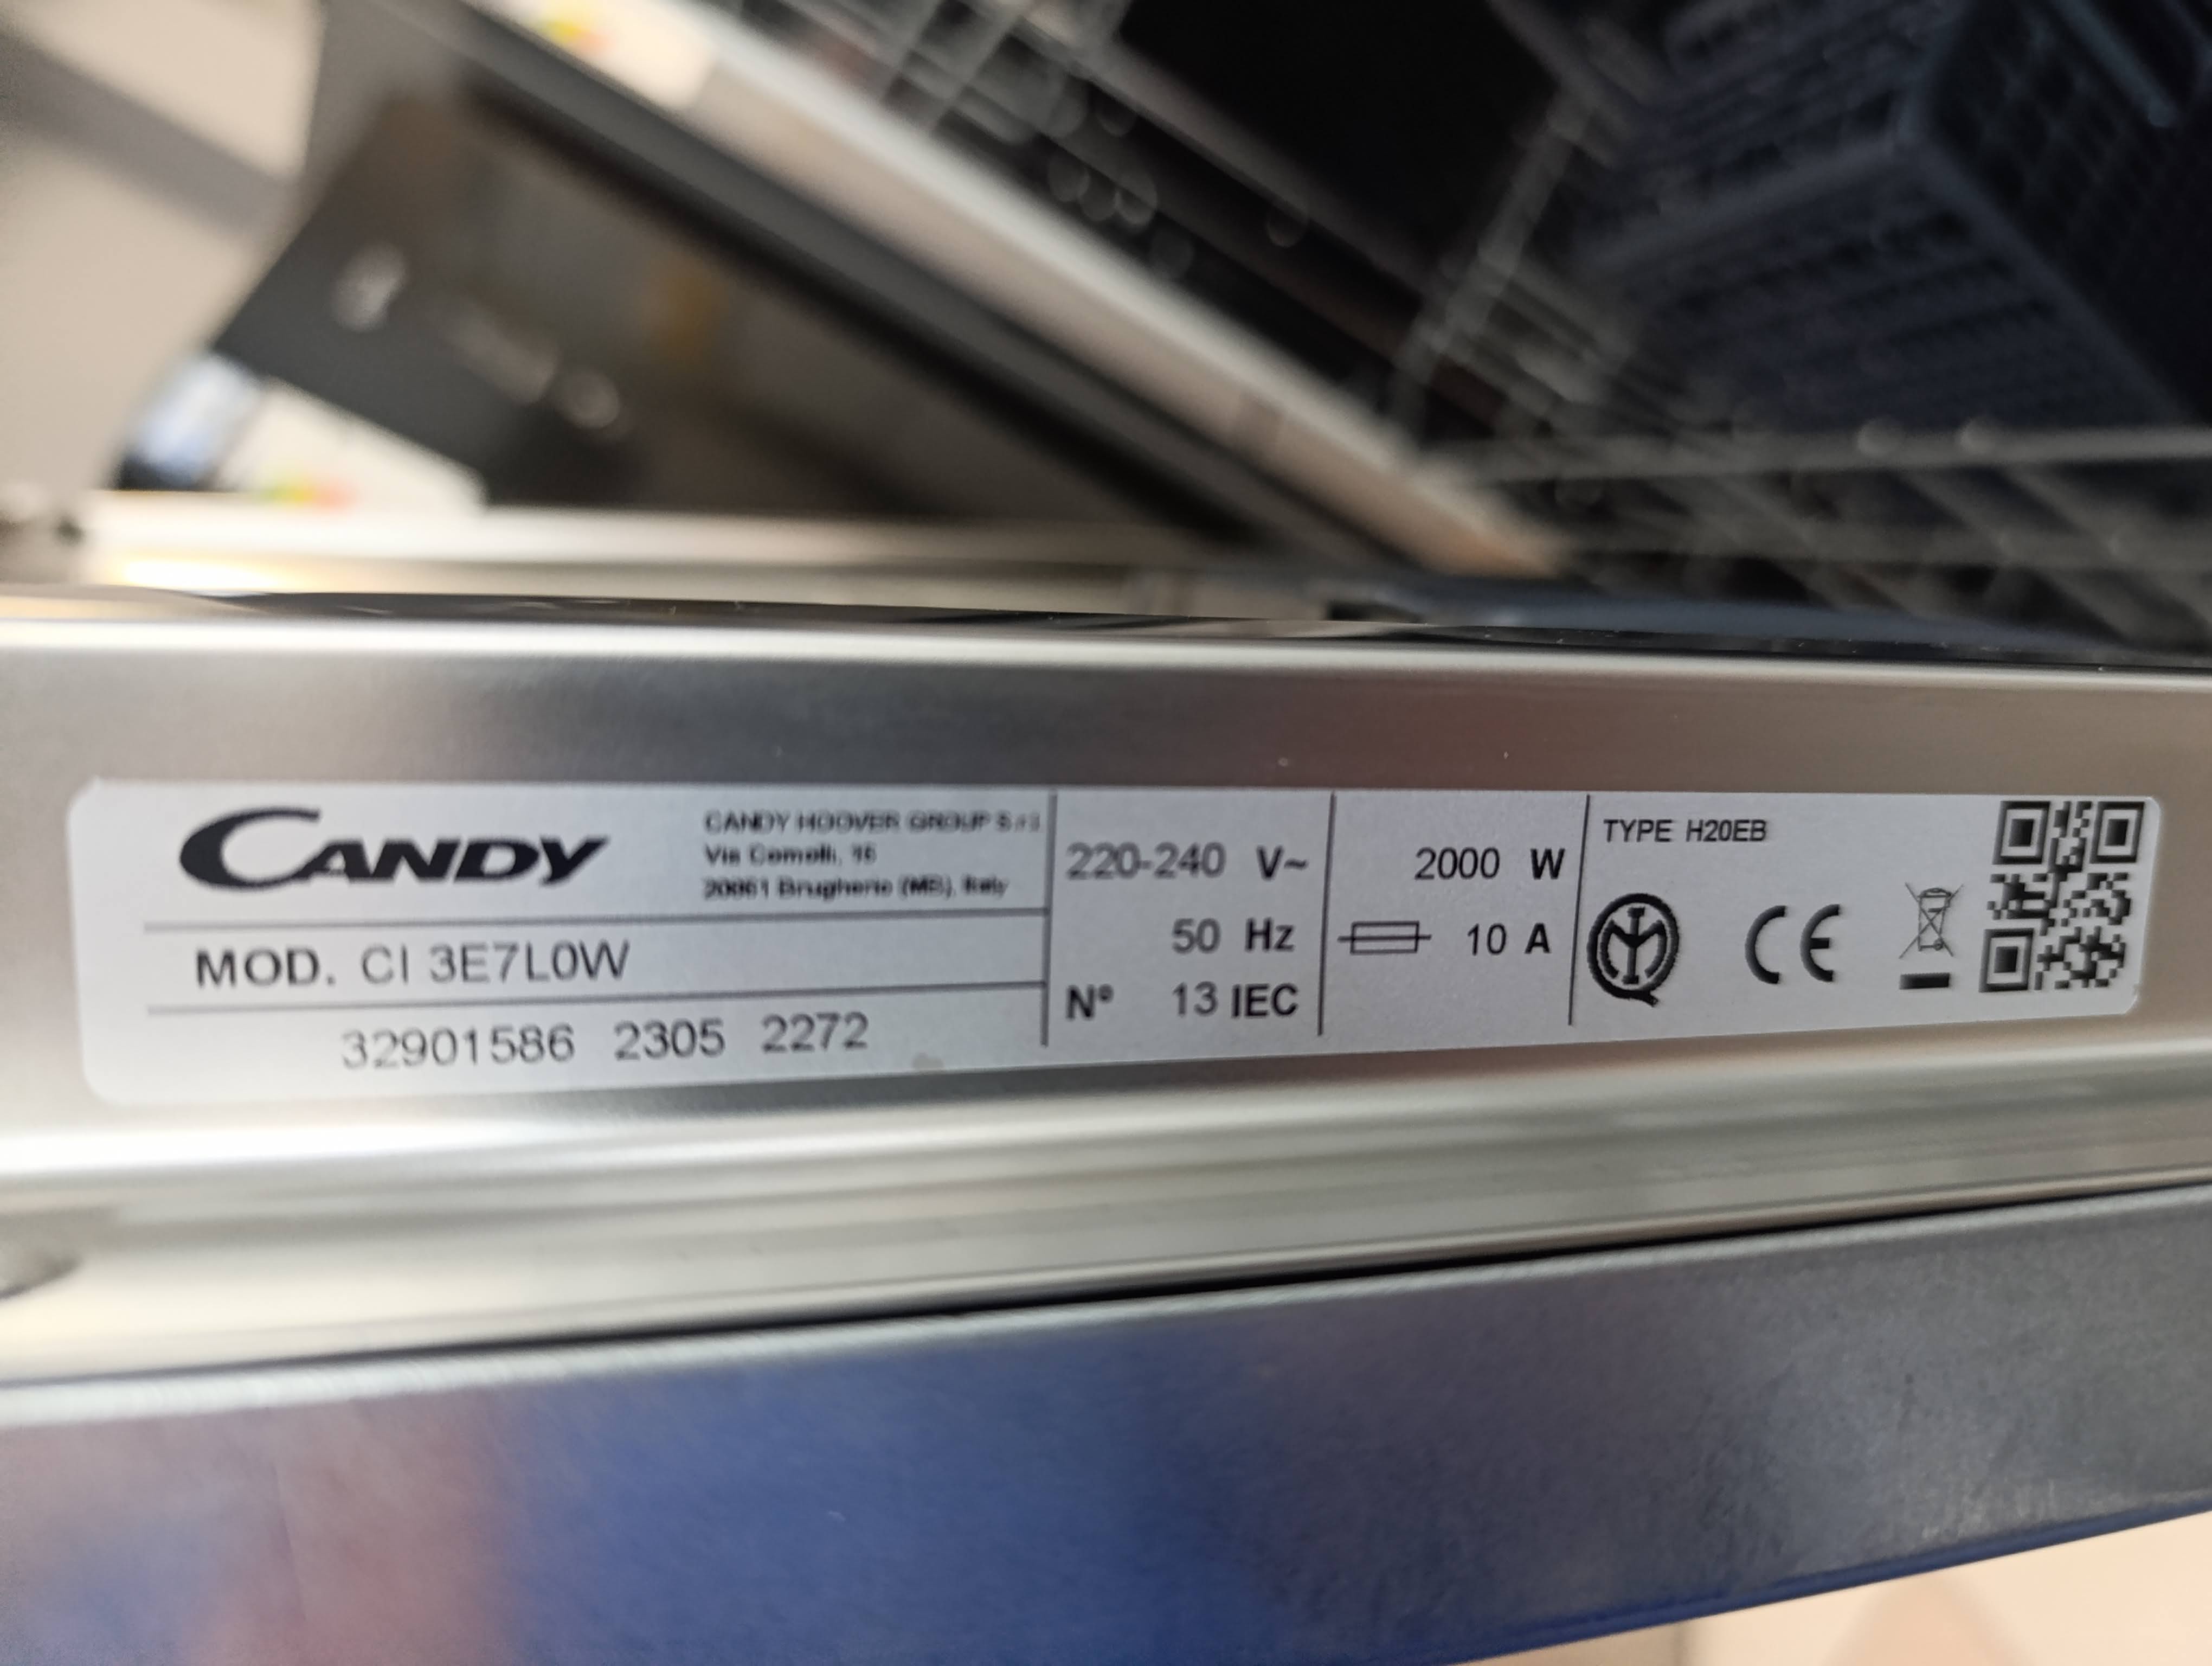 CANDY
CANDY HOOVER GROUP S.r.l
Via Comolli, 16
20861 Brugherio (MB), Italy
MOD. CI 3E7L0W
32901586 2305 2272
220-240 V~
50 Hz
N° 13 IEC
2000 W
10 A
TYPE H20EB
CE